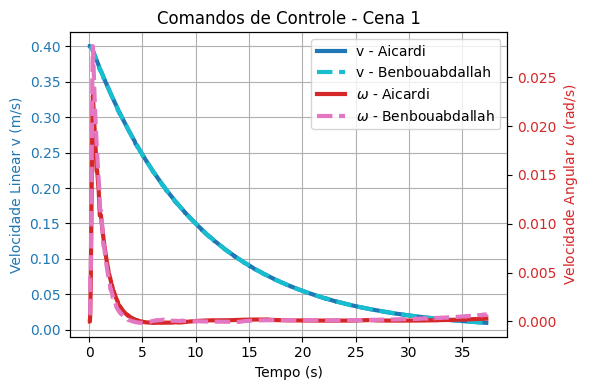 Comandos de Controle - Cena 1
v - Aicardi
v - Benbouabdallah
ω - Aicardi
ω - Benbouabdallah
Velocidade Linear v (m/s)
0.40
0.35
0.30
0.25
0.20
0.15
0.10
0.05
0.00
0.025
0.020
0.015
0.010
0.005
0.000
Velocidade Angular ω (rad/s)
0 5 10 15 20 25 30 35
Tempo (s)